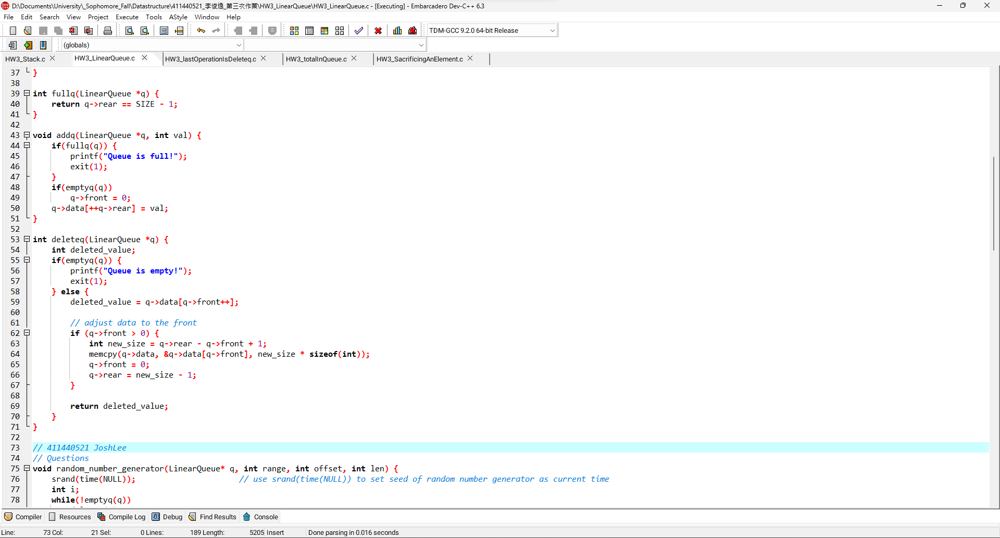 D:\Documents\University\_Sophomore_Fall\Datastructure\411440521_李俊逸_第三次作業\HW3_LinearQueue\HW3_LinearQueue.c - [Executing] - Embarcadero Dev-C++ 6.3
File Edit Search View Project Execute Tools AStyle Window Help
TDM-GCC 9.2.0 64-bit Release
(globals)
HW3_Stack.c HW3_LinearQueue.c HW3_lastOperationIsDeleteq.c HW3_totalInQueue.c HW3_SacrificingAnElement.c
37 }
38
39 int fullq(LinearQueue *q) {
40     return q->rear == SIZE - 1;
41 }
42
43 void addq(LinearQueue *q, int val) {
44     if(fullq(q)) {
45         printf("Queue is full!");
46         exit(1);
47     }
48     if(emptyq(q))
49         q->front = 0;
50     q->data[++q->rear] = val;
51 }
52
53 int deleteq(LinearQueue *q) {
54     int deleted_value;
55     if(emptyq(q)) {
56         printf("Queue is empty!");
57         exit(1);
58     } else {
59         deleted_value = q->data[q->front++];
60
61         // adjust data to the front
62         if (q->front > 0) {
63             int new_size = q->rear - q->front + 1;
64             memcpy(q->data, &q->data[q->front], new_size * sizeof(int));
65             q->front = 0;
66             q->rear = new_size - 1;
67         }
68
69         return deleted_value;
70     }
71 }
72
73 // 411440521 JoshLee
74 // Questions
75 void random_number_generator(LinearQueue* q, int range, int offset, int len) {
76     srand(time(NULL));                      // use srand(time(NULL)) to set seed of random number generator as current time
77     int i;
78     while(!emptyq(q))
Compiler Resources Compile Log Debug Find Results Console
Line: 73 Col: 21 Sel: 0 Lines: 189 Length: 5205 Insert Done parsing in 0.016 seconds